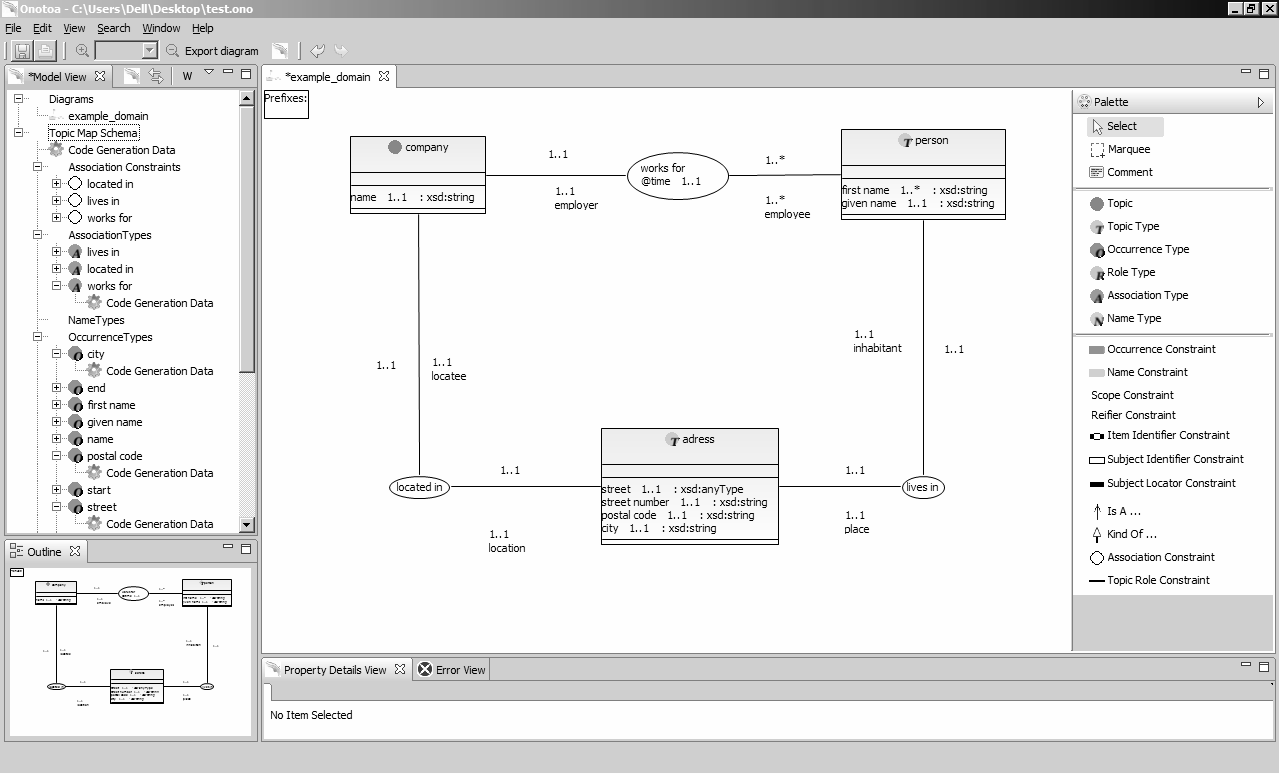 Onotoa - C:\Users\Dell\Desktop\test.ono
File Edit View Search Window Help
Export diagram
*Model View
W
Diagrams
example_domain
Topic Map Schema
Code Generation Data
Association Constraints
located in
lives in
works for
AssociationTypes
lives in
located in
works for
Code Generation Data
NameTypes
OccurrenceTypes
city
Code Generation Data
end
first name
given name
name
postal code
Code Generation Data
start
street
Code Generation Data
Outline
*example_domain
Prefixes:
company
name 1..1 : xsd:string
1..1
1..1
employer
works for
@time 1..1
1..*
1..*
employee
person
first name 1..* : xsd:string
given name 1..1 : xsd:string
1..1
1..1
locatee
1..1
inhabitant
1..1
located in
1..1
1..1
location
adress
street 1..1 : xsd:anyType
street number 1..1 : xsd:string
postal code 1..1 : xsd:string
city 1..1 : xsd:string
1..1
1..1
place
lives in
Palette
Select
Marquee
Comment
Topic
T Topic Type
O Occurrence Type
R Role Type
A Association Type
N Name Type
Occurrence Constraint
Name Constraint
Scope Constraint
Reifier Constraint
Item Identifier Constraint
Subject Identifier Constraint
Subject Locator Constraint
Is A ...
Kind Of ...
Association Constraint
Topic Role Constraint
Property Details View
Error View
No Item Selected